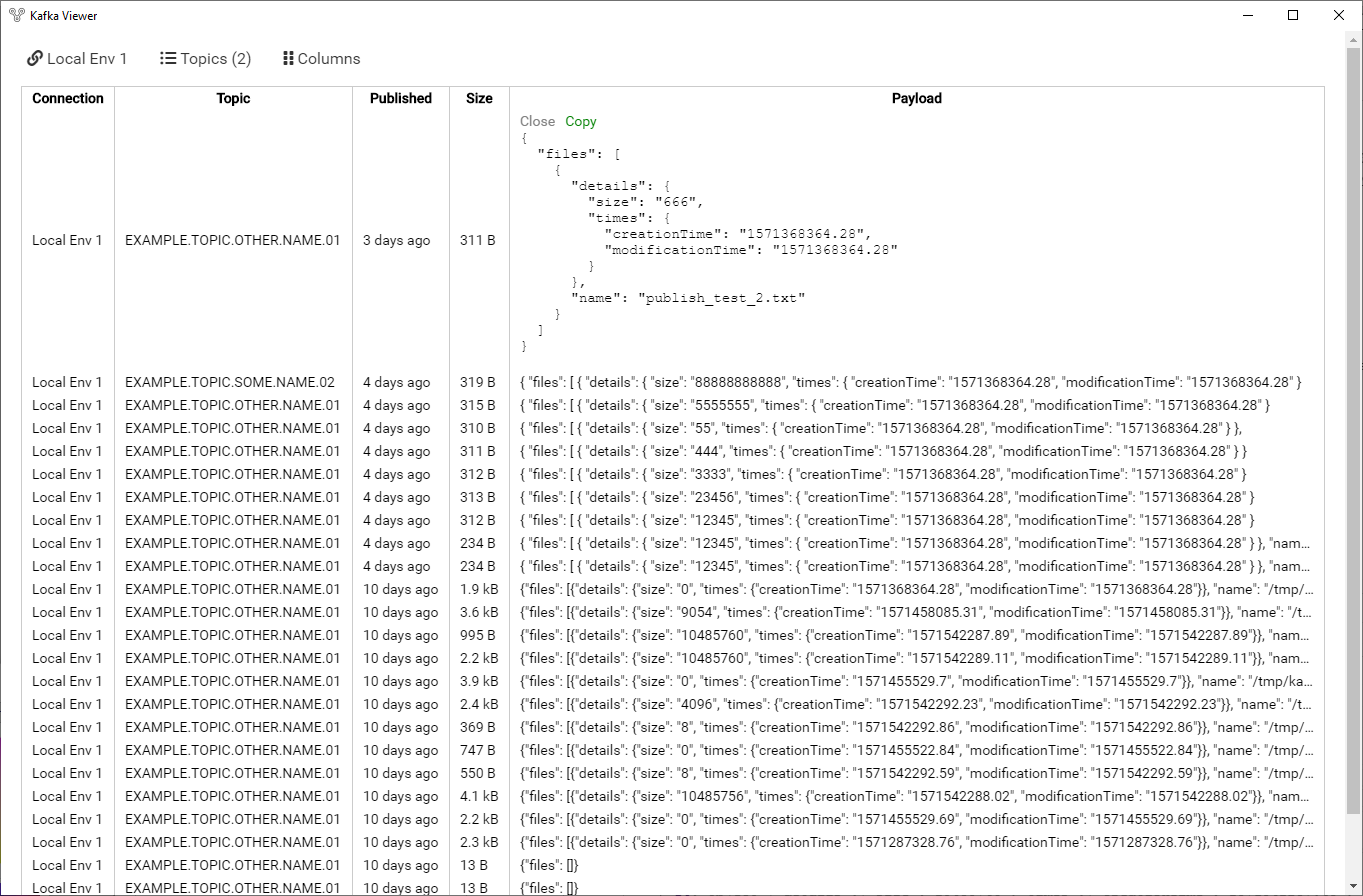 Kafka Viewer
Local Env 1 Topics (2) Columns
Connection Topic Published Size Payload
Close Copy
{
"files": [
{
"details": {
"size": "666",
"times": {
"creationTime": "1571368364.28",
Local Env 1 EXAMPLE.TOPIC.OTHER.NAME.01 3 days ago 311 B
"modificationTime": "1571368364.28"
}
},
"name": "publish_test_2.txt"
}
]
}
Local Env 1 EXAMPLE.TOPIC.SOME.NAME.02 4 days ago 319 B { "files": [ { "details": { "size": "88888888888", "times": { "creationTime": "1571368364.28", "modificationTime": "1571368364.28" }
Local Env 1 EXAMPLE.TOPIC.OTHER.NAME.01 4 days ago 315 B { "files": [ { "details": { "size": "5555555", "times": { "creationTime": "1571368364.28", "modificationTime": "1571368364.28" }
Local Env 1 EXAMPLE.TOPIC.OTHER.NAME.01 4 days ago 310 B { "files": [ { "details": { "size": "55", "times": { "creationTime": "1571368364.28", "modificationTime": "1571368364.28" } },
Local Env 1 EXAMPLE.TOPIC.OTHER.NAME.01 4 days ago 311 B { "files": [ { "details": { "size": "444", "times": { "creationTime": "1571368364.28", "modificationTime": "1571368364.28" } }
Local Env 1 EXAMPLE.TOPIC.OTHER.NAME.01 4 days ago 312 B { "files": [ { "details": { "size": "3333", "times": { "creationTime": "1571368364.28", "modificationTime": "1571368364.28" }
Local Env 1 EXAMPLE.TOPIC.OTHER.NAME.01 4 days ago 313 B { "files": [ { "details": { "size": "23456", "times": { "creationTime": "1571368364.28", "modificationTime": "1571368364.28" }
Local Env 1 EXAMPLE.TOPIC.OTHER.NAME.01 4 days ago 312 B { "files": [ { "details": { "size": "12345", "times": { "creationTime": "1571368364.28", "modificationTime": "1571368364.28" }
Local Env 1 EXAMPLE.TOPIC.OTHER.NAME.01 4 days ago 234 B { "files": [ { "details": { "size": "12345", "times": { "creationTime": "1571368364.28", "modificationTime": "1571368364.28" } }, "nam...
Local Env 1 EXAMPLE.TOPIC.OTHER.NAME.01 4 days ago 234 B { "files": [ { "details": { "size": "12345", "times": { "creationTime": "1571368364.28", "modificationTime": "1571368364.28" } }, "nam...
Local Env 1 EXAMPLE.TOPIC.OTHER.NAME.01 10 days ago 1.9 kB {"files": [{"details": {"size": "0", "times": {"creationTime": "1571368364.28", "modificationTime": "1571368364.28"}}, "name": "/tmp/...
Local Env 1 EXAMPLE.TOPIC.OTHER.NAME.01 10 days ago 3.6 kB {"files": [{"details": {"size": "9054", "times": {"creationTime": "1571458085.31", "modificationTime": "1571458085.31"}}, "name": "/t...
Local Env 1 EXAMPLE.TOPIC.OTHER.NAME.01 10 days ago 995 B {"files": [{"details": {"size": "10485760", "times": {"creationTime": "1571542287.89", "modificationTime": "1571542287.89"}}, "nam...
Local Env 1 EXAMPLE.TOPIC.OTHER.NAME.01 10 days ago 2.2 kB {"files": [{"details": {"size": "10485760", "times": {"creationTime": "1571542289.11", "modificationTime": "1571542289.11"}}, "nam...
Local Env 1 EXAMPLE.TOPIC.OTHER.NAME.01 10 days ago 3.9 kB {"files": [{"details": {"size": "0", "times": {"creationTime": "1571455529.7", "modificationTime": "1571455529.7"}}, "name": "/tmp/ka...
Local Env 1 EXAMPLE.TOPIC.OTHER.NAME.01 10 days ago 2.4 kB {"files": [{"details": {"size": "4096", "times": {"creationTime": "1571542292.23", "modificationTime": "1571542292.23"}}, "name": "/t...
Local Env 1 EXAMPLE.TOPIC.OTHER.NAME.01 10 days ago 369 B {"files": [{"details": {"size": "8", "times": {"creationTime": "1571542292.86", "modificationTime": "1571542292.86"}}, "name": "/tmp/...
Local Env 1 EXAMPLE.TOPIC.OTHER.NAME.01 10 days ago 747 B {"files": [{"details": {"size": "0", "times": {"creationTime": "1571455522.84", "modificationTime": "1571455522.84"}}, "name": "/tmp/...
Local Env 1 EXAMPLE.TOPIC.OTHER.NAME.01 10 days ago 550 B {"files": [{"details": {"size": "8", "times": {"creationTime": "1571542292.59", "modificationTime": "1571542292.59"}}, "name": "/tmp/...
Local Env 1 EXAMPLE.TOPIC.OTHER.NAME.01 10 days ago 4.1 kB {"files": [{"details": {"size": "10485756", "times": {"creationTime": "1571542288.02", "modificationTime": "1571542288.02"}}, "nam...
Local Env 1 EXAMPLE.TOPIC.OTHER.NAME.01 10 days ago 2.2 kB {"files": [{"details": {"size": "0", "times": {"creationTime": "1571455529.69", "modificationTime": "1571455529.69"}}, "name": "/tmp/...
Local Env 1 EXAMPLE.TOPIC.OTHER.NAME.01 10 days ago 2.3 kB {"files": [{"details": {"size": "0", "times": {"creationTime": "1571287328.76", "modificationTime": "1571287328.76"}}, "name": "/tmp/...
Local Env 1 EXAMPLE.TOPIC.OTHER.NAME.01 10 days ago 13 B {"files": []}
Local Env 1 EXAMPLE.TOPIC.OTHER.NAME.01 10 days ago 13 B {"files": []}